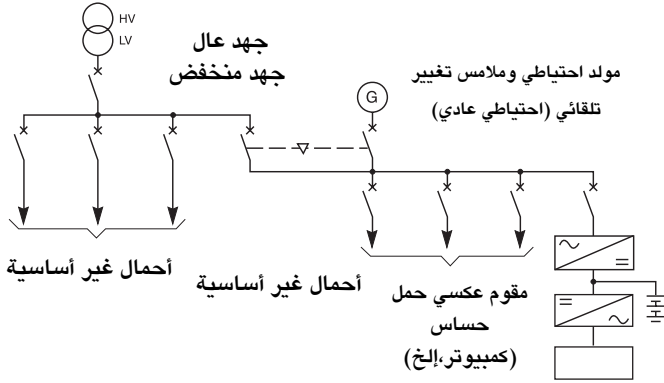 HV
LV
جهد عال
جهد منخفض
G
مولد احتياطي وملامس تغيير
تلقائي (احتياطي عادي)
أحمال غير أساسية
أحمال غير أساسية
مقوم عكسي حمل
حساس
(كمبيوتر،إلخ)